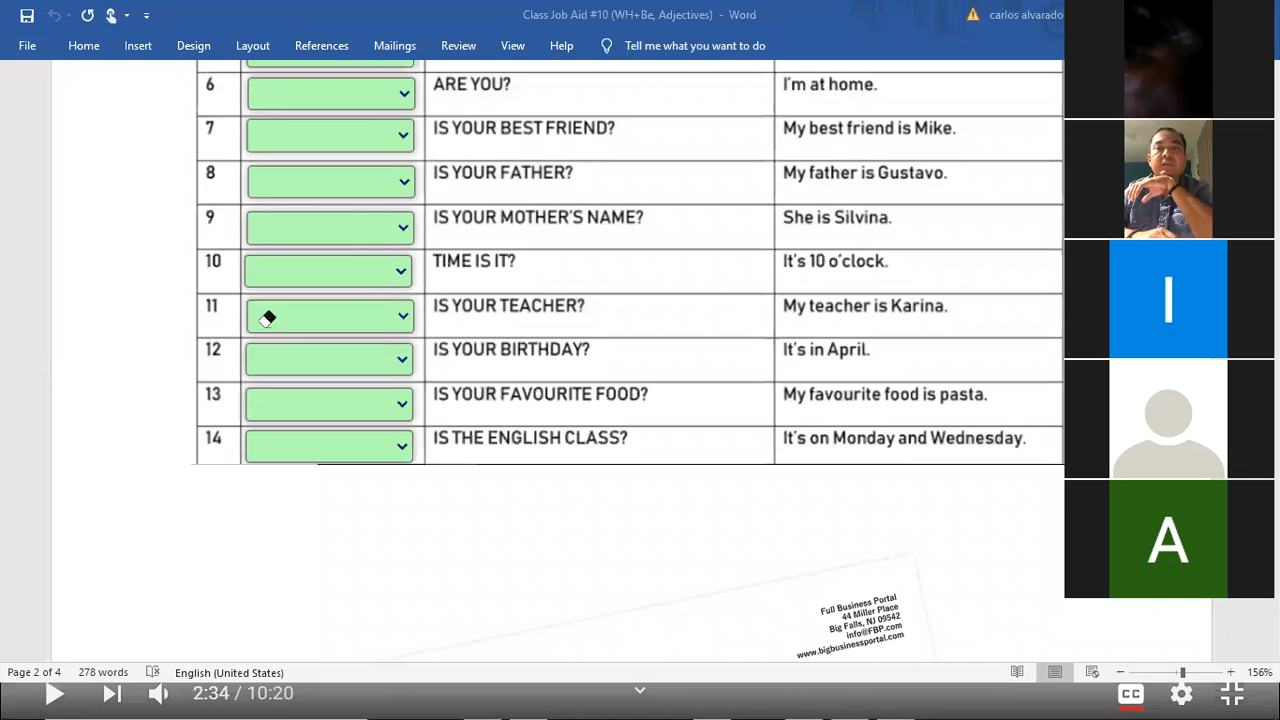 Class Job Aid #10 (WH+Be, Adjectives) - Word
carlos alvarado
File Home Insert Design Layout References Mailings Review View Help Tell me what you want to do
6 ARE YOU? I'm at home.
7 IS YOUR BEST FRIEND? My best friend is Mike.
8 IS YOUR FATHER? My father is Gustavo.
9 IS YOUR MOTHER'S NAME? She is Silvina.
10 TIME IS IT? It's 10 o'clock.
11 IS YOUR TEACHER? My teacher is Karina.
12 IS YOUR BIRTHDAY? It's in April.
13 IS YOUR FAVOURITE FOOD? My favourite food is pasta.
14 IS THE ENGLISH CLASS? It's on Monday and Wednesday.
I
A
Full Business Portal
44 Miller Place
Big Falls, NJ 09542
info@FBP.com
www.bigbusinessportal.com
Page 2 of 4 278 words English (United States) 156%
2:34 / 10:20 CC